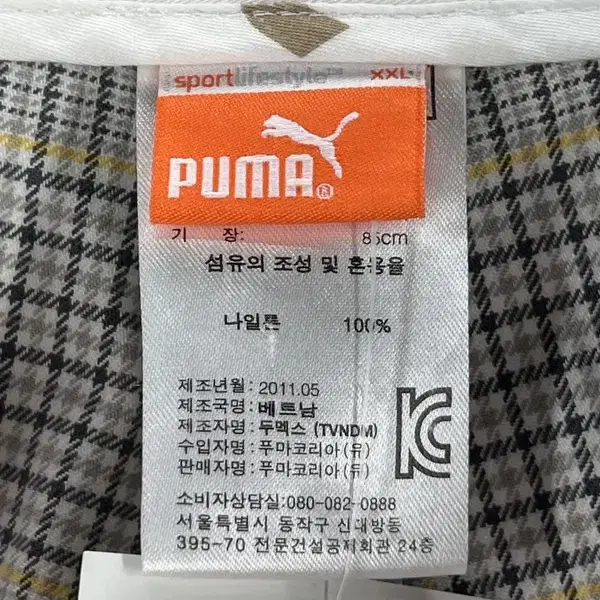 sportlifestyle™ XXL
PUMA®
기 장: 85cm
섬유의 조성 및 혼용율
나일론 100%
제조년월: 2011.05
제조국명: 베트남
제조자명: 두멕스 (TVNDM)
수입자명: 푸마코리아(유)
판매자명: 푸마코리아(유)
소비자상담실: 080-082-0888
서울특별시 동작구 신대방동
395-70 전문건설공제회관 24층